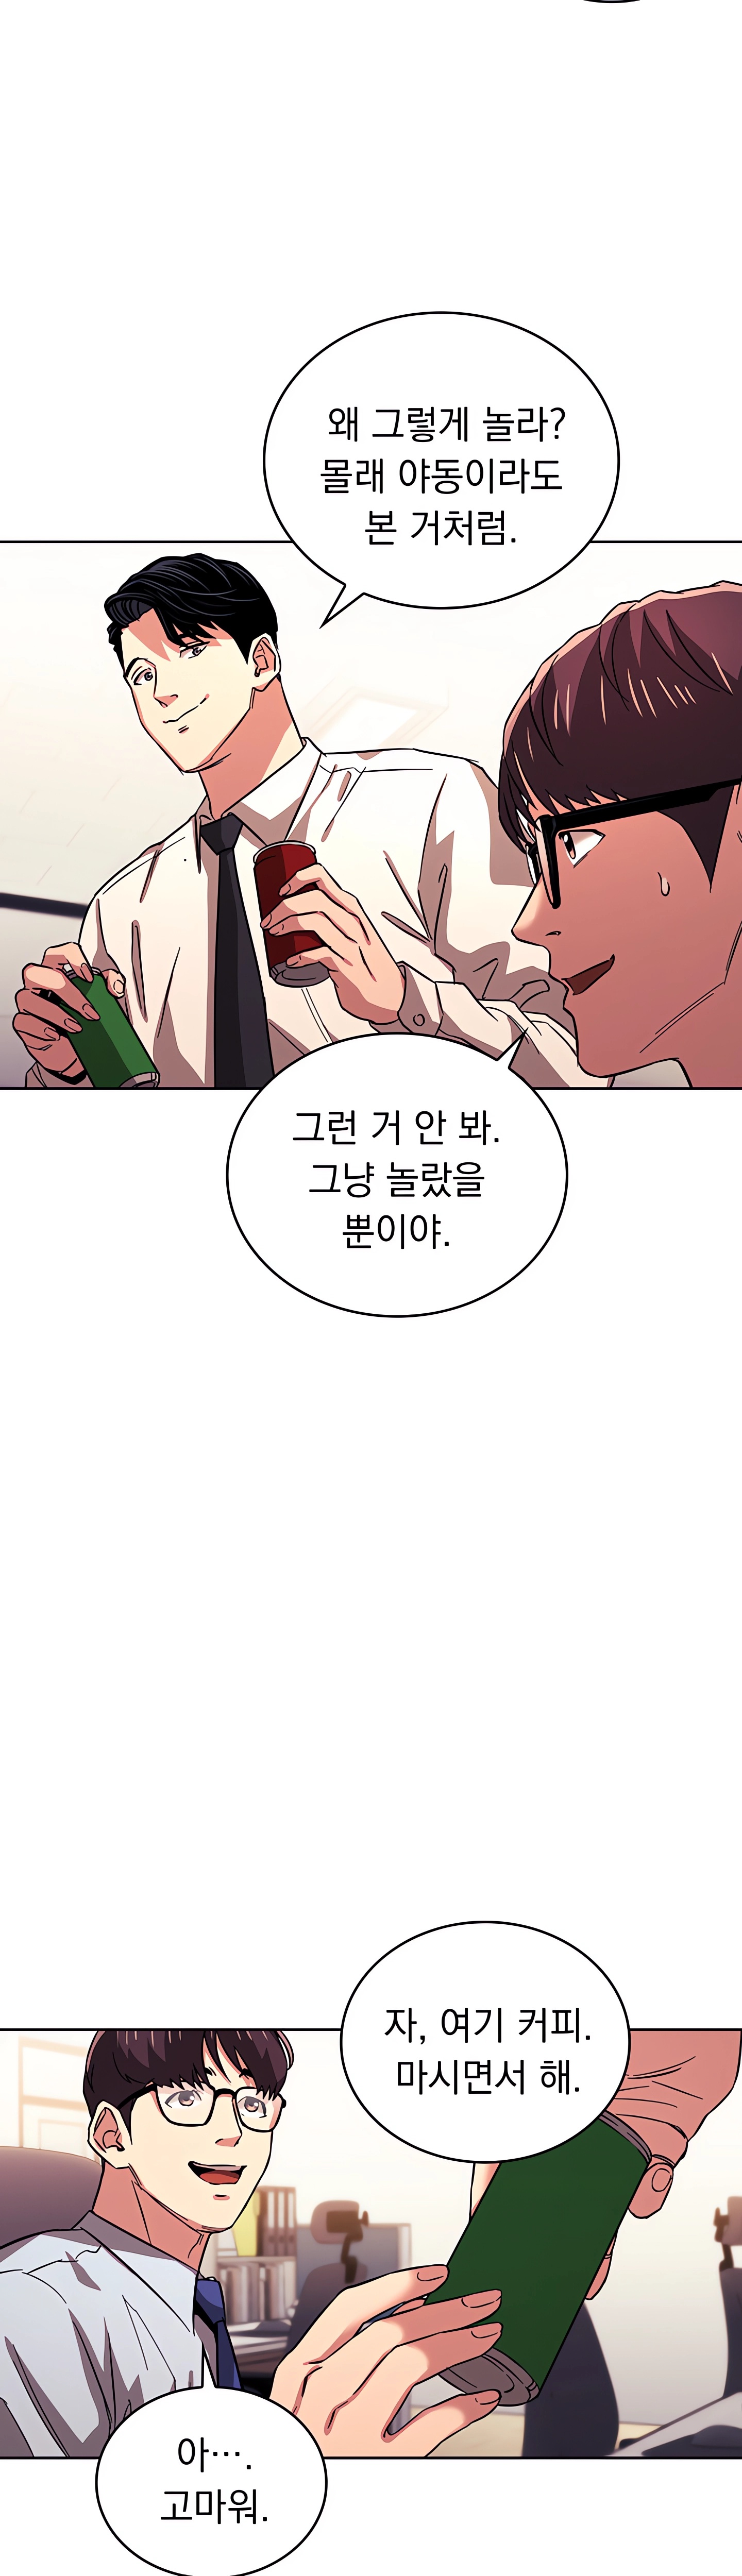 왜 그렇게 놀라?
몰래 야동이라도
본 거처럼.
그런 거 안 봐.
그냥 놀랐을
뿐이야.
자, 여기 커피.
마시면서 해.
아….
고마워.